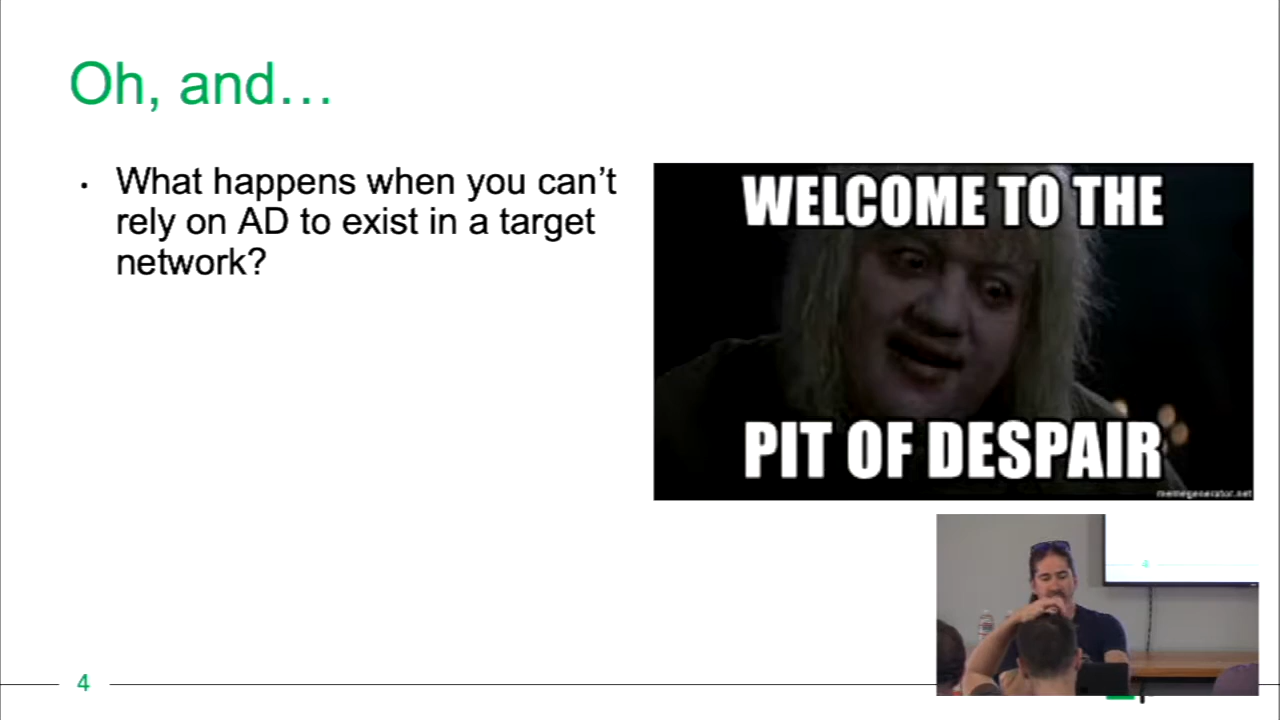 Oh, and…
• What happens when you can’t
rely on AD to exist in a target
network?
WELCOME TO THE
PIT OF DESPAIR
memegenerator.net
4
4